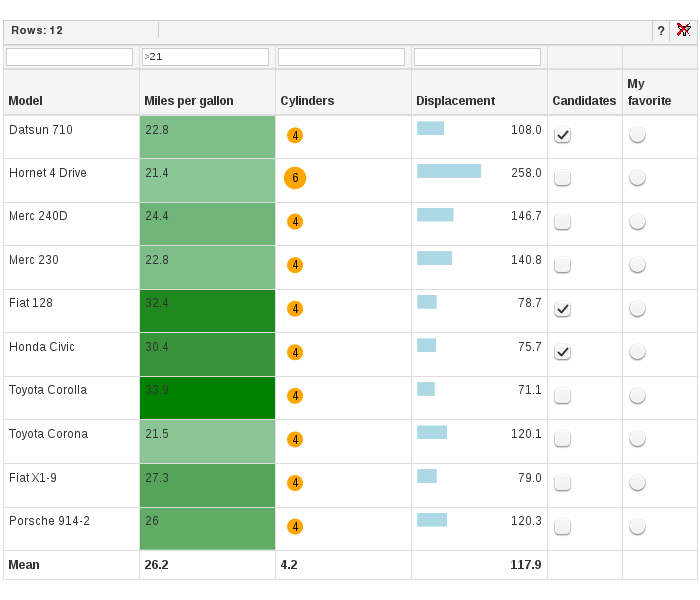 Rows: 12 ?
>21
Model Miles per gallon Cylinders Displacement Candidates My favorite
Datsun 710 22.8 4 108.0
Hornet 4 Drive 21.4 6 258.0
Merc 240D 24.4 4 146.7
Merc 230 22.8 4 140.8
Fiat 128 32.4 4 78.7
Honda Civic 30.4 4 75.7
Toyota Corolla 33.9 4 71.1
Toyota Corona 21.5 4 120.1
Fiat X1-9 27.3 4 79.0
Porsche 914-2 26 4 120.3
Mean 26.2 4.2 117.9